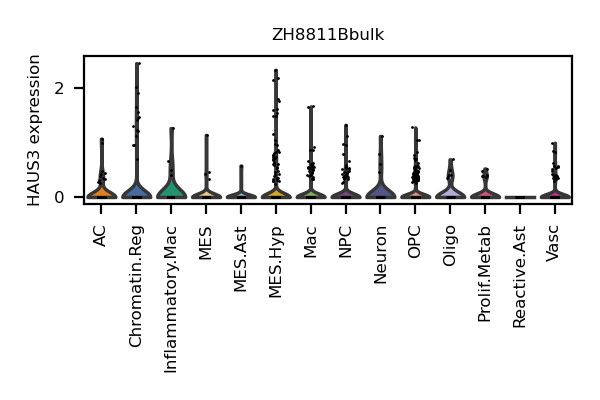 ZH8811Bbulk
HAUS3 expression
2
0
AC
Chromatin.Reg
Inflammatory.Mac
MES
MES.Ast
MES.Hyp
Mac
NPC
Neuron
OPC
Oligo
Prolif.Metab
Reactive.Ast
Vasc